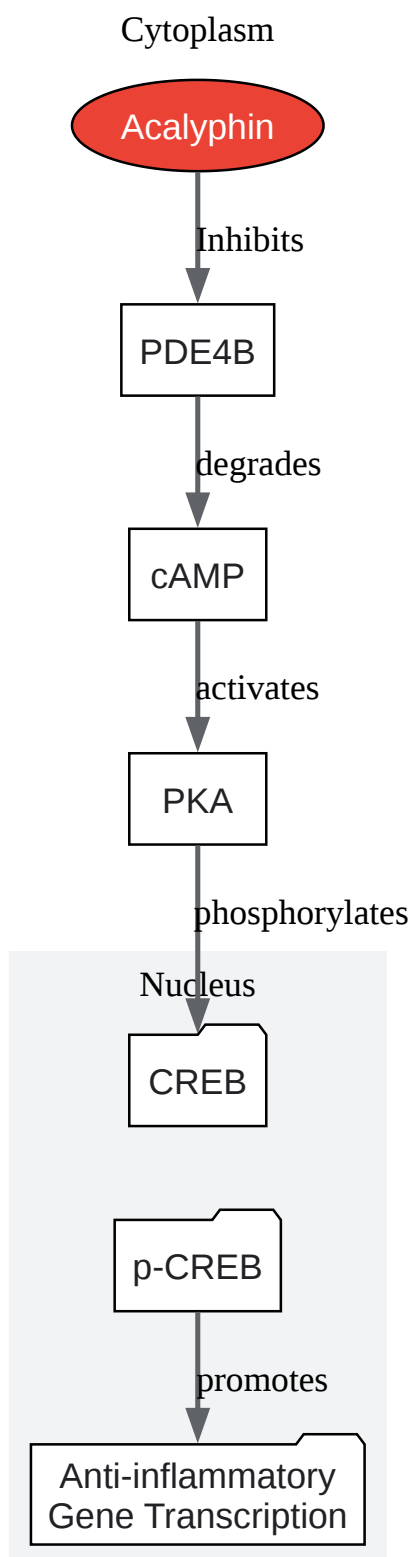 Cytoplasm
Acalyphin
Inhibits
PDE4B
degrades
cAMP
activates
PKA
phosphorylates
Nucleus
CREB
p-CREB
promotes
Anti-inflammatory
Gene Transcription